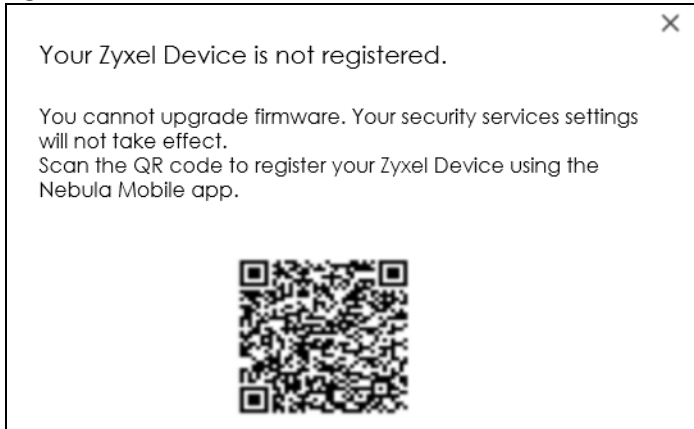 Your Zyxel Device is not registered.
You cannot upgrade firmware. Your security services settings
will not take effect.
Scan the QR code to register your Zyxel Device using the
Nebula Mobile app.